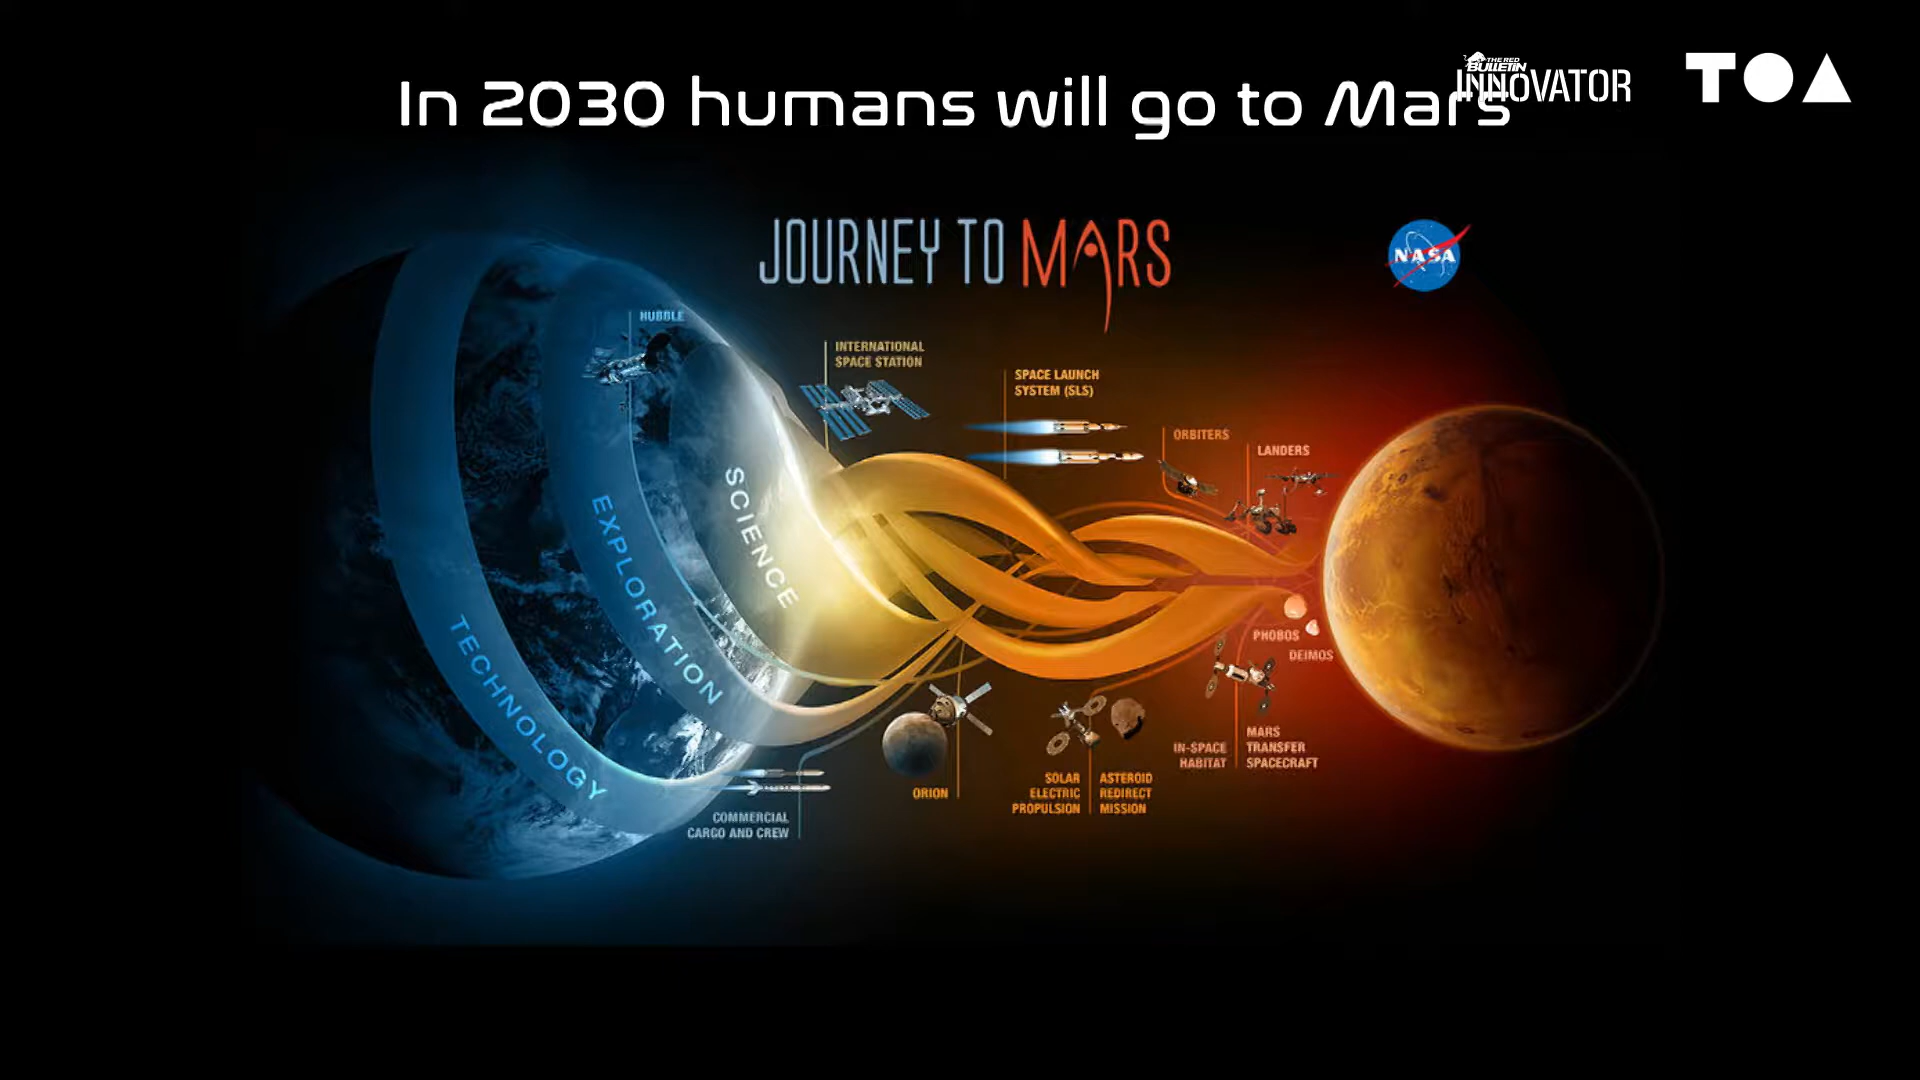 In 2030 humans will go to Mars
THE RED
BULLETIN
INNOVATOR
TOA
JOURNEY TO MARS
NASA
HUBBLE
INTERNATIONAL
SPACE STATION
SPACE LAUNCH
SYSTEM (SLS)
ORBITERS
LANDERS
SCIENCE
EXPLORATION
TECHNOLOGY
PHOBOS
DEIMOS
MARS
TRANSFER
SPACECRAFT
IN-SPACE
HABITAT
SOLAR
ELECTRIC
PROPULSION
ASTEROID
REDIRECT
MISSION
ORION
COMMERCIAL
CARGO AND CREW